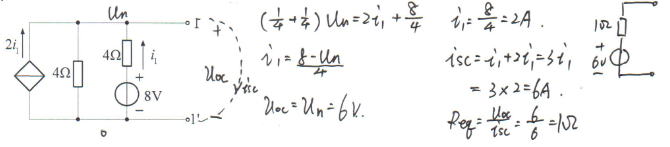 Un
2i₁
4Ω
4Ω
i₁
+
8V
-
0
1
+
Uoc
isc
-
1'
(1/4+1/4)Un=2i₁+8/4
i₁=(8-Un)/4
Uoc=Un=6V.
i₁=8/4=2A.
isc=i₁+2i₁=3i₁
=3×2=6A.
Req=Uoc/isc=6/6=1Ω
1Ω
+
6V
-